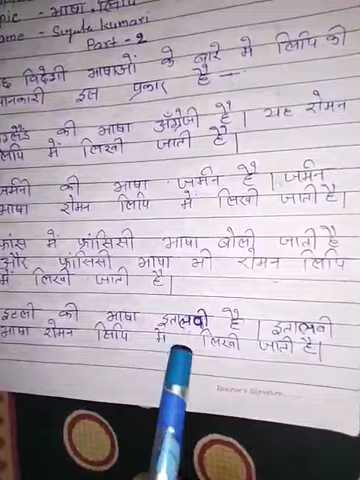 pic - भाषा, लिपि
ame - Sujata kumari
Part - 2
छ विदेशी भाषाओं के बारे में लिपि की
जानकारी इस प्रकार है —
ंग्लैंड की भाषा अँग्रेजी है। यह रोमन
लिपि में लिखी जाती है।
जर्मनी की भाषा जर्मन है। जर्मन
भाषा रोमन लिपि में लिखी जाती है।
फ्रांस में फ्रांसिसी भाषा बोली जाती है
और फ्रांसिसी भाषा भी रोमन लिपि
में लिखी जाती है।
इटली की भाषा इतालवी है। इतालवी
भाषा रोमन लिपि में लिखी जाती है।
Teacher's Signature